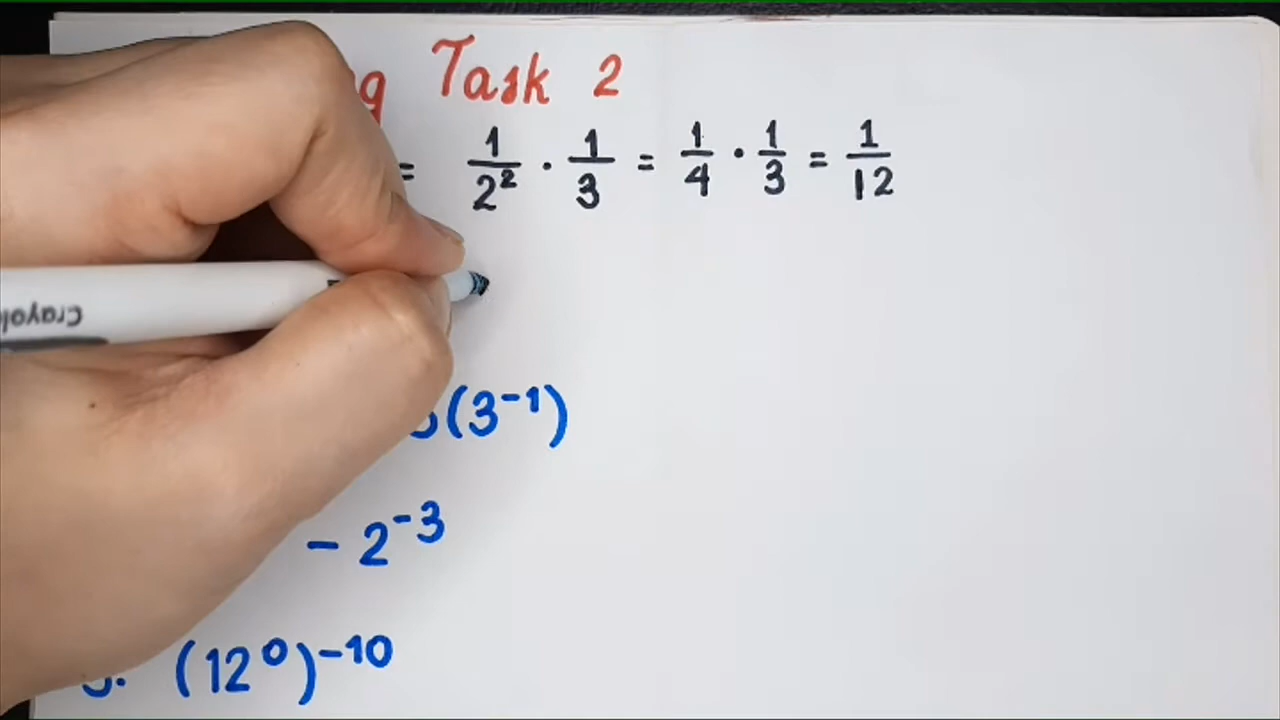 Task 2
= 1/2² · 1/3 = 1/4 · 1/3 = 1/12
Crayola
(3⁻¹)
- 2⁻³
(12⁰)⁻¹⁰